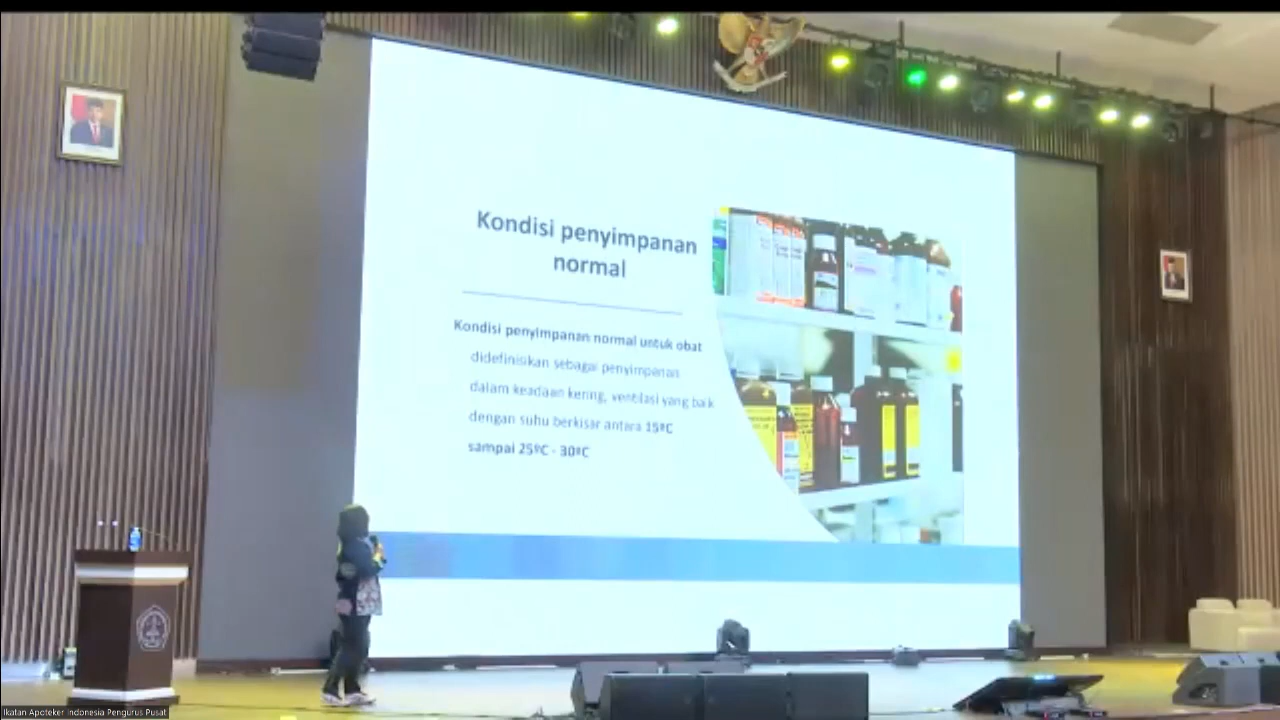 Kondisi penyimpanan
normal
Kondisi penyimpanan normal untuk obat
didefinisikan sebagai penyimpanan
dalam keadaan kering, ventilasi yang baik
dengan suhu berkisar antara 15ºC
sampai 25ºC - 30ºC
Ikatan Apoteker Indonesia Pengurus Pusat